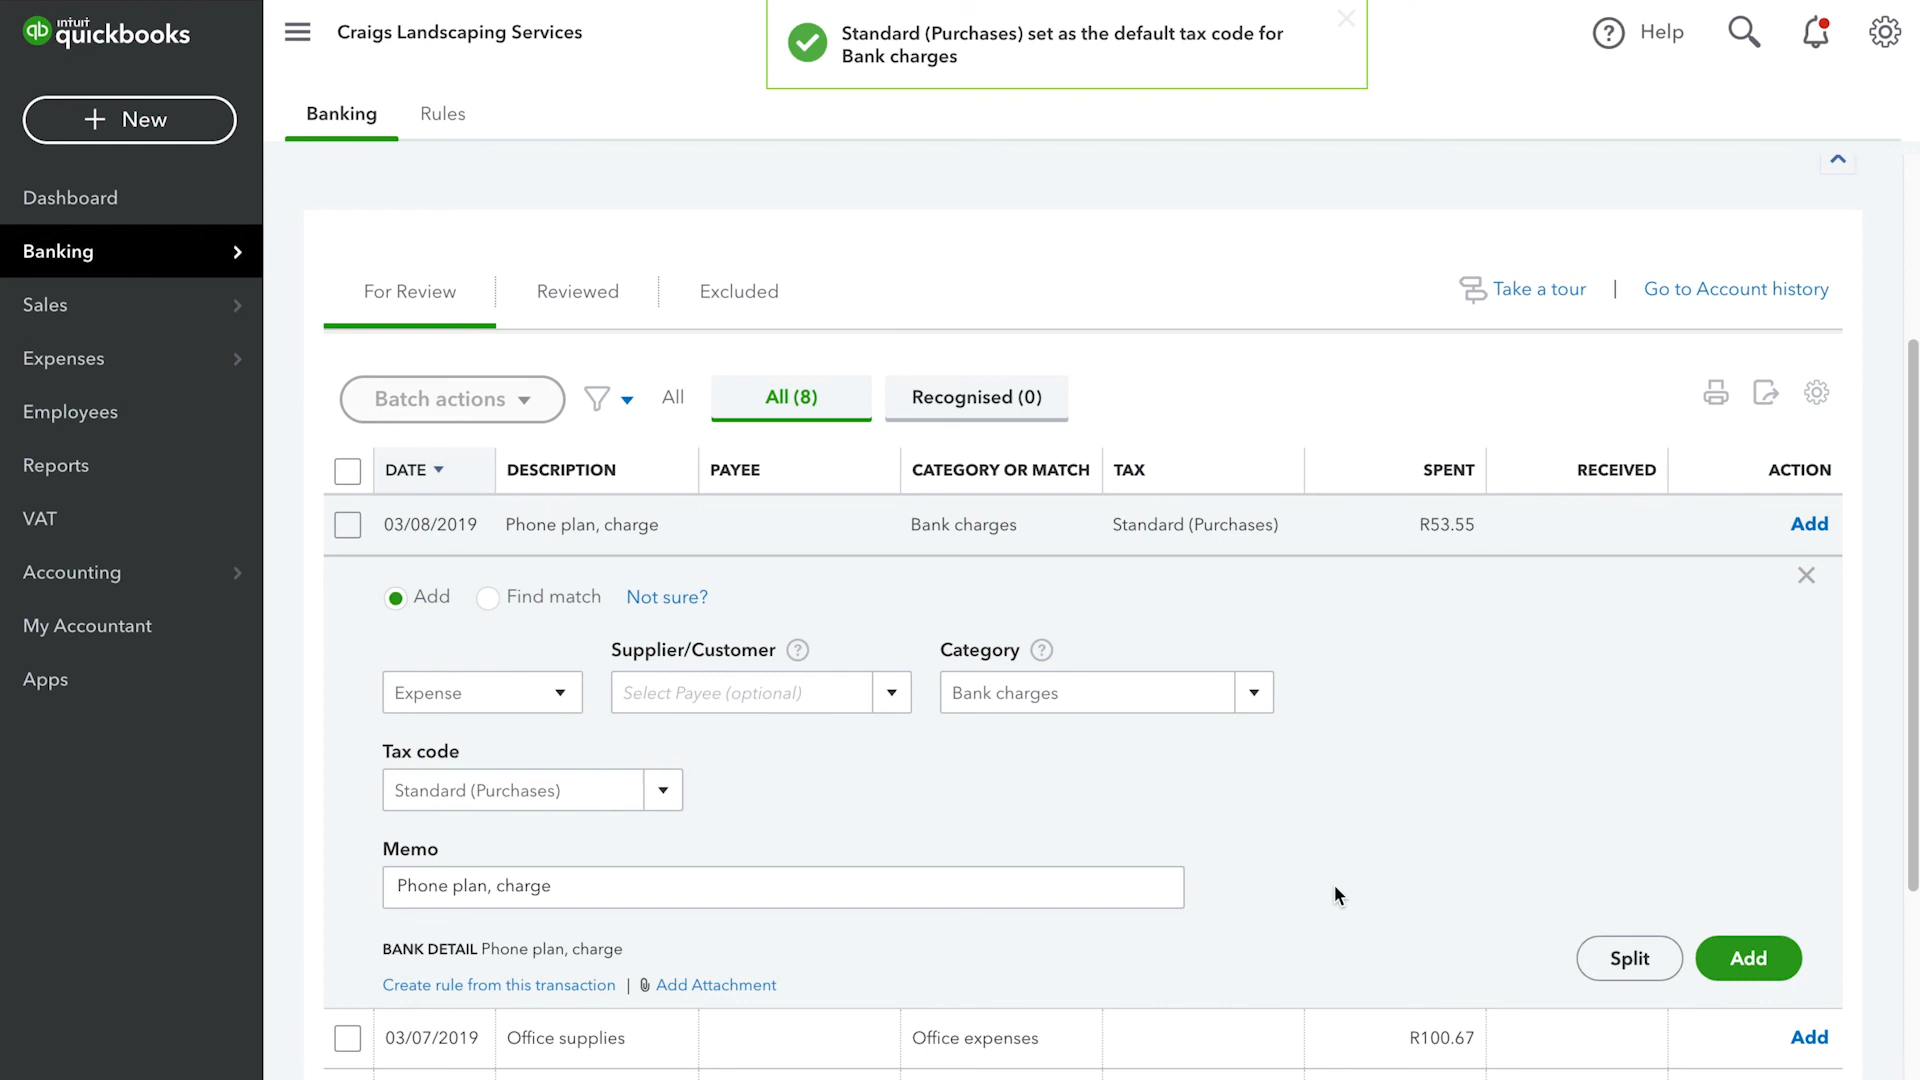 intuit
quickbooks
Craigs Landscaping Services
Standard (Purchases) set as the default tax code for
Bank charges
Help
New
Banking
Rules
Dashboard
Banking
Sales
Expenses
Employees
Reports
VAT
Accounting
My Accountant
Apps
For Review
Reviewed
Excluded
Take a tour | Go to Account history
Batch actions
All
All (8)
Recognised (0)
DATE DESCRIPTION PAYEE CATEGORY OR MATCH TAX SPENT RECEIVED ACTION
03/08/2019 Phone plan, charge Bank charges Standard (Purchases) R53.55 Add
Add Find match Not sure?
Supplier/Customer ? Category ?
Expense Select Payee (optional) Bank charges
Tax code
Standard (Purchases)
Memo
Phone plan, charge
BANK DETAIL Phone plan, charge
Split Add
Create rule from this transaction | Add Attachment
03/07/2019 Office supplies Office expenses R100.67 Add